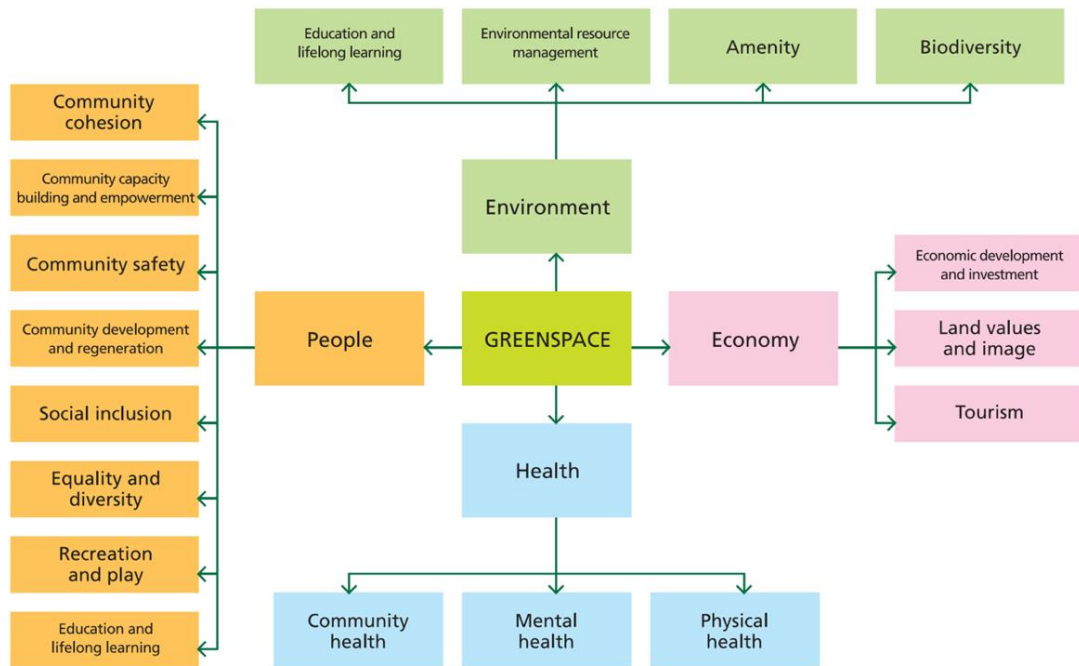 Education and
lifelong learning
Environmental resource
management
Amenity
Biodiversity
Community
cohesion
Community capacity
building and empowerment
Community safety
Community development
and regeneration
Social inclusion
Equality and
diversity
Recreation
and play
Education and
lifelong learning
Environment
People
GREENSPACE
Economy
Economic development
and investment
Land values
and image
Tourism
Health
Community
health
Mental
health
Physical
health